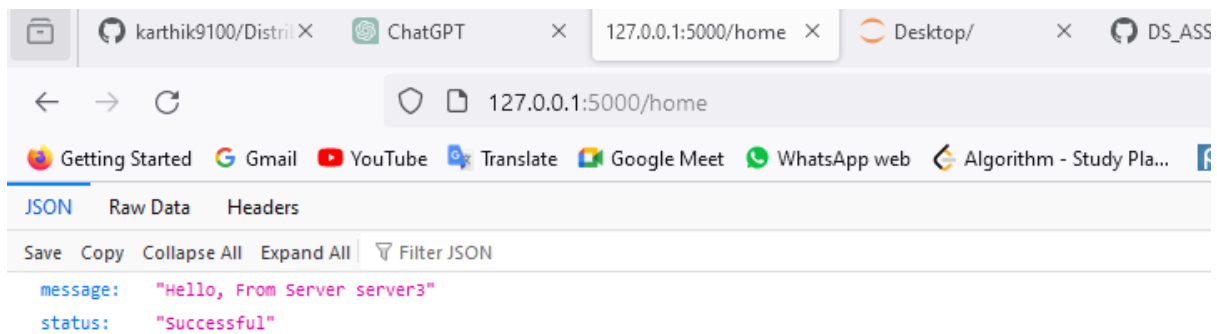 karthik9100/Distril ChatGPT 127.0.0.1:5000/home Desktop/ DS_ASS
127.0.0.1:5000/home
Getting Started Gmail YouTube Translate Google Meet WhatsApp web Algorithm - Study Pla...
JSON Raw Data Headers
Save Copy Collapse All Expand All Filter JSON
message: "Hello, From Server server3"
status: "Successful"